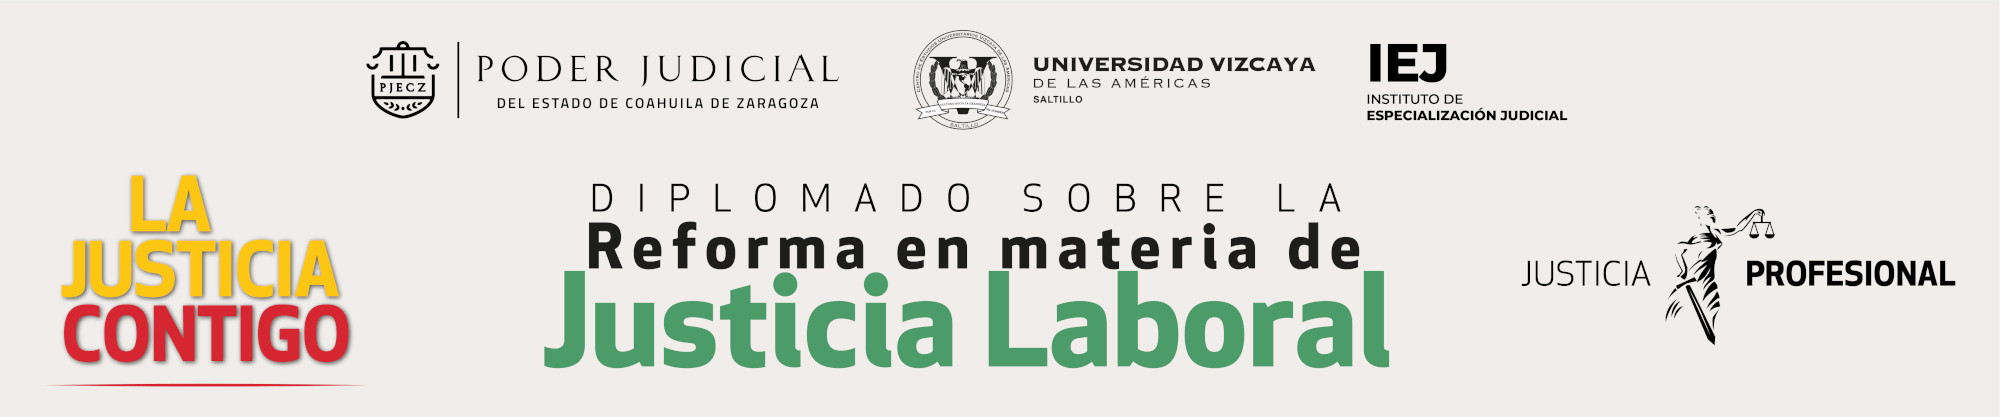 PJECZ
PODER JUDICIAL
DEL ESTADO DE COAHUILA DE ZARAGOZA
UNIVERSIDAD VIZCAYA
DE LAS AMÉRICAS
SALTILLO
SALTILLO
IEJ
INSTITUTO DE
ESPECIALIZACIÓN JUDICIAL
LA
JUSTICIA
CONTIGO
DIPLOMADO SOBRE LA
Reforma en materia de
Justicia Laboral
JUSTICIA PROFESIONAL